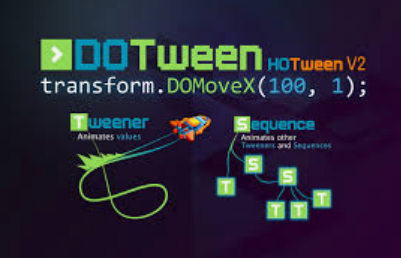 DOTween HOTween V2
transform.DOMoveX(100, 1);
Tweener
Animates values
Sequence
Animates other
Tweeners and Sequences
S
T
S
S
T
T
T